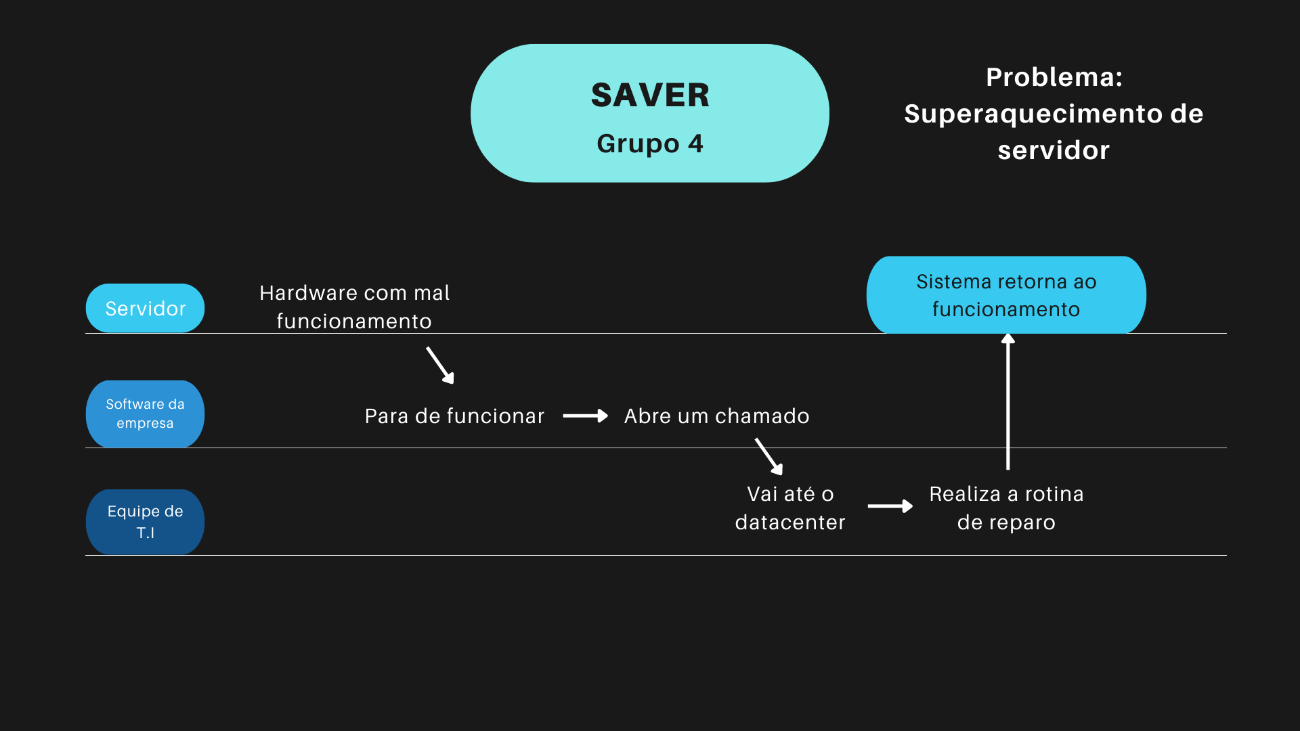 SAVER
Grupo 4
Problema:
Superaquecimento de
servidor
Servidor
Hardware com mal
funcionamento
Sistema retorna ao
funcionamento
Software da
empresa
Para de funcionar
Abre um chamado
Equipe de
T.I
Vai até o
datacenter
Realiza a rotina
de reparo